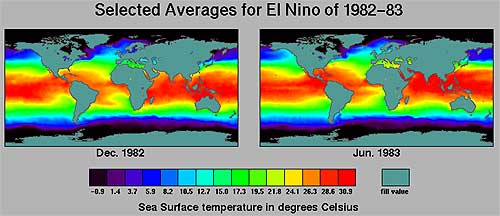 Selected Averages for El Nino of 1982-83
Dec. 1982
Jun. 1983
-0.9 1.4 3.7 5.9 8.2 10.5 12.7 15.0 17.3 19.5 21.8 24.1 26.3 28.6 30.9
fill value
Sea Surface temperature in degrees Celsius